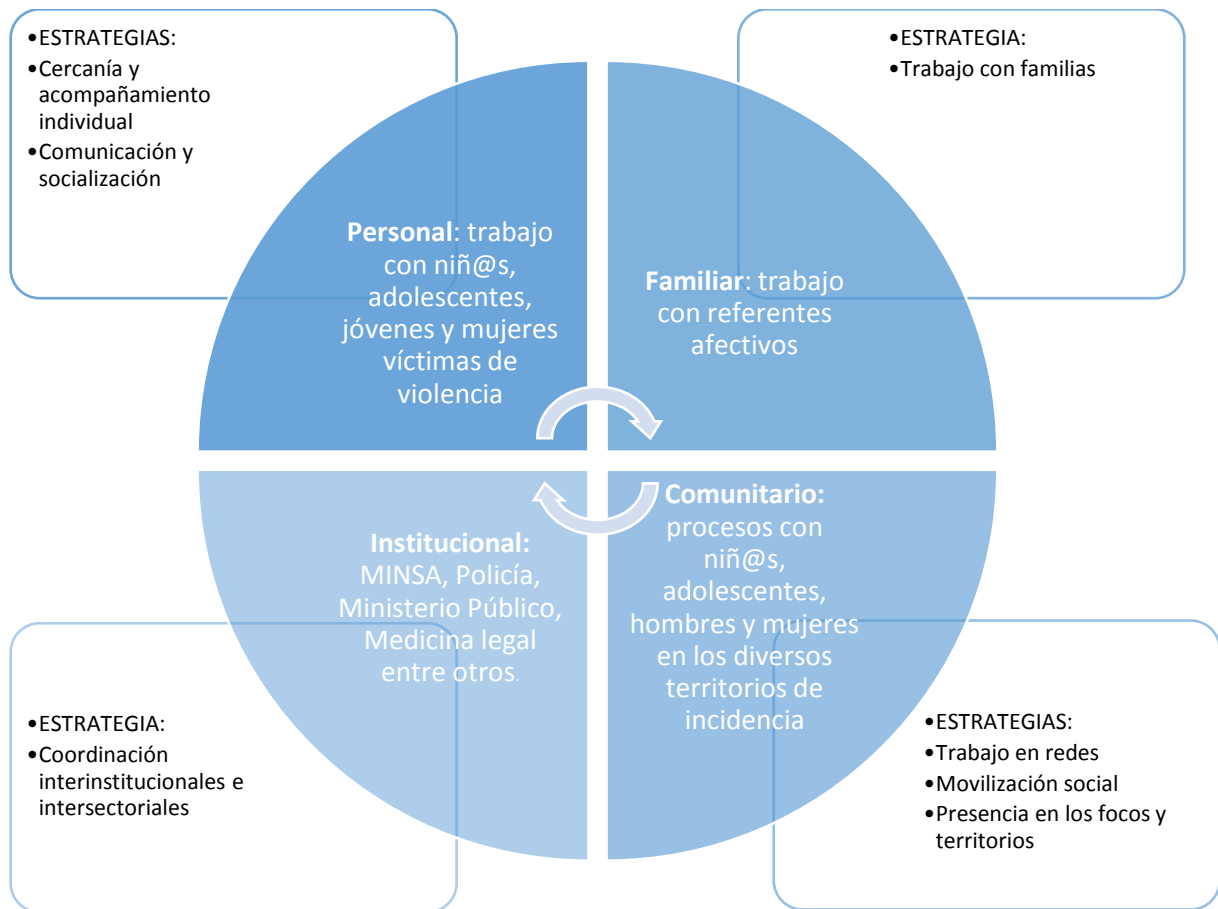 •ESTRATEGIAS:
•Cercanía y
acompañamiento
individual
•Comunicación y
socialización
•ESTRATEGIA:
•Trabajo con familias
Personal: trabajo
con niñ@s,
adolescentes,
jóvenes y mujeres
víctimas de
violencia
Familiar: trabajo
con referentes
afectivos
Institucional:
MINSA, Policía,
Ministerio Público,
Medicina legal
entre otros.
Comunitario:
procesos con
niñ@s,
adolescentes,
hombres y mujeres
en los diversos
territorios de
incidencia
•ESTRATEGIA:
•Coordinación
interinstitucionales e
intersectoriales
•ESTRATEGIAS:
•Trabajo en redes
•Movilización social
•Presencia en los focos y
territorios